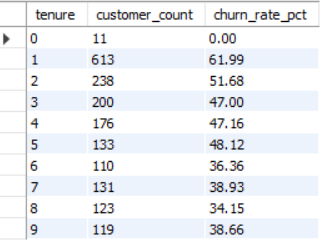 tenure customer_count churn_rate_pct
0 11 0.00
1 613 61.99
2 238 51.68
3 200 47.00
4 176 47.16
5 133 48.12
6 110 36.36
7 131 38.93
8 123 34.15
9 119 38.66